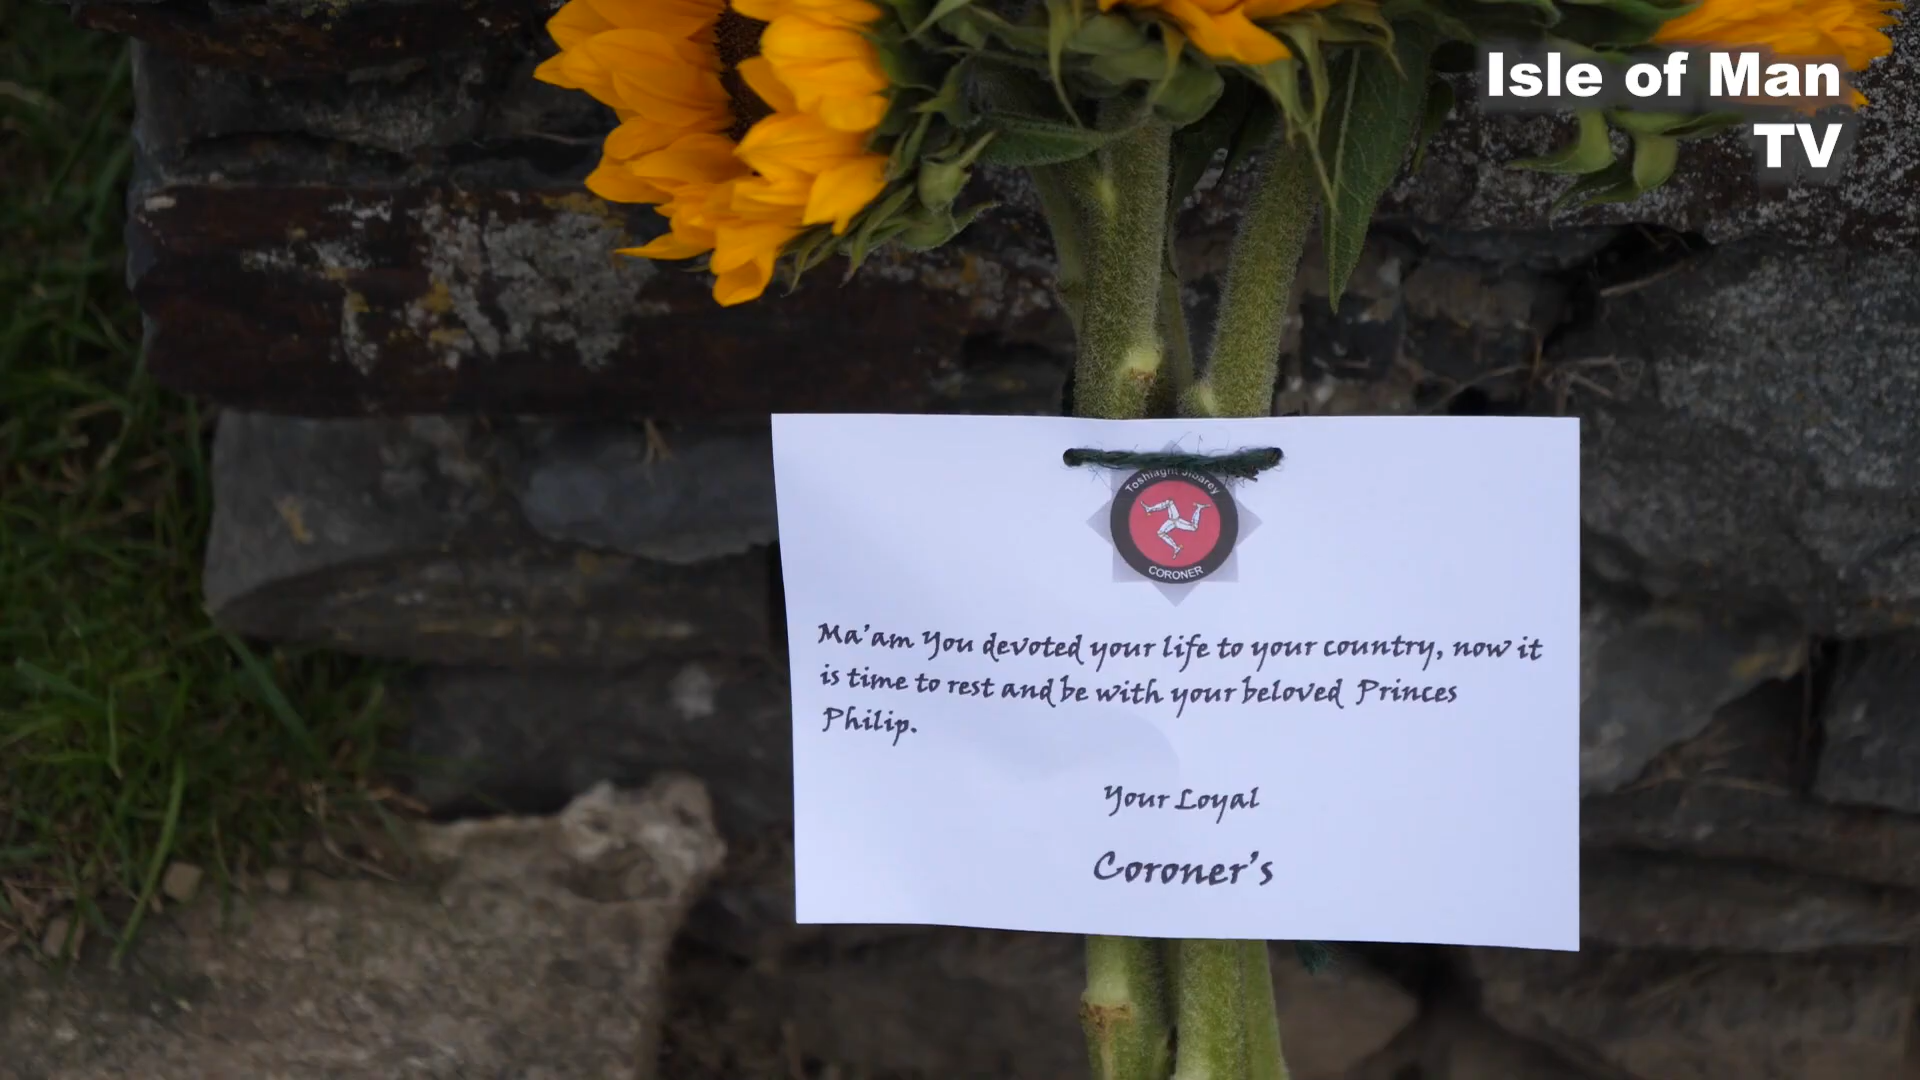 Isle of Man
TV
Toshiaght Jioarey
CORONER
Ma'am You devoted your life to your country, now it
is time to rest and be with your beloved Princes
Philip.
Your Loyal
Coroner's